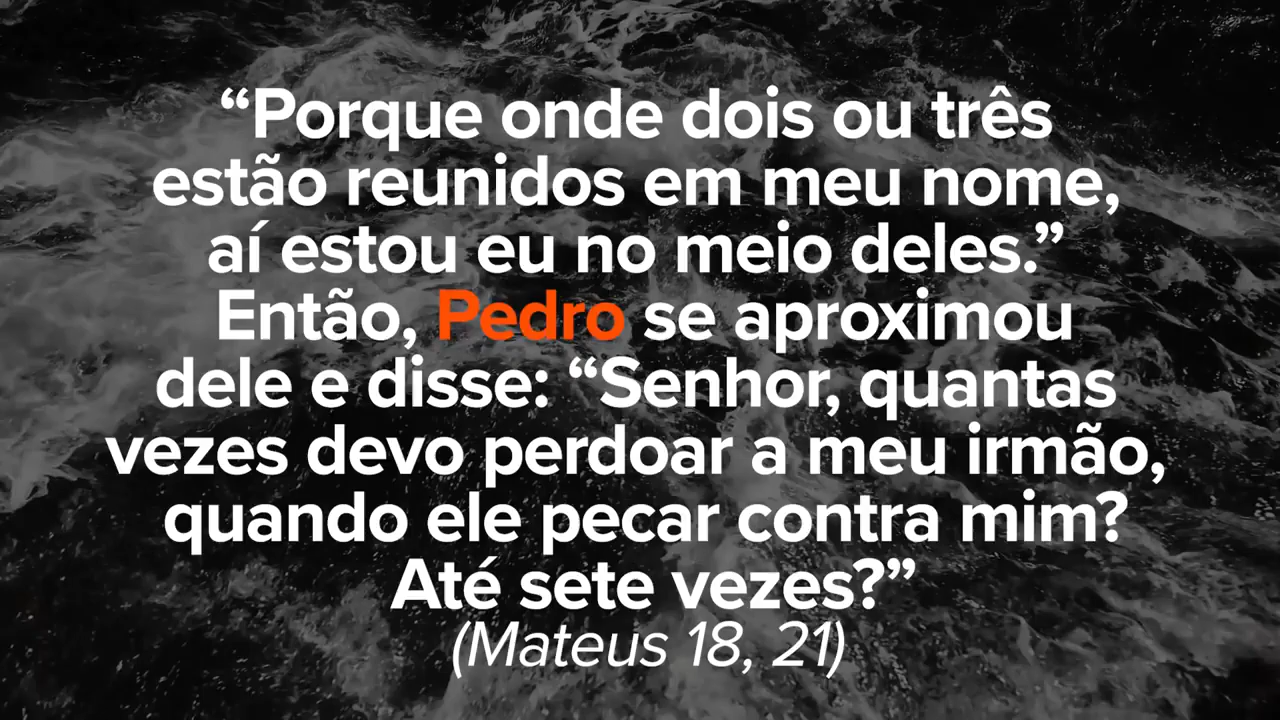 “Porque onde dois ou três
estão reunidos em meu nome,
aí estou eu no meio deles.”
Então, Pedro se aproximou
dele e disse: “Senhor, quantas
vezes devo perdoar a meu irmão,
quando ele pecar contra mim?
Até sete vezes?”
(Mateus 18, 21)